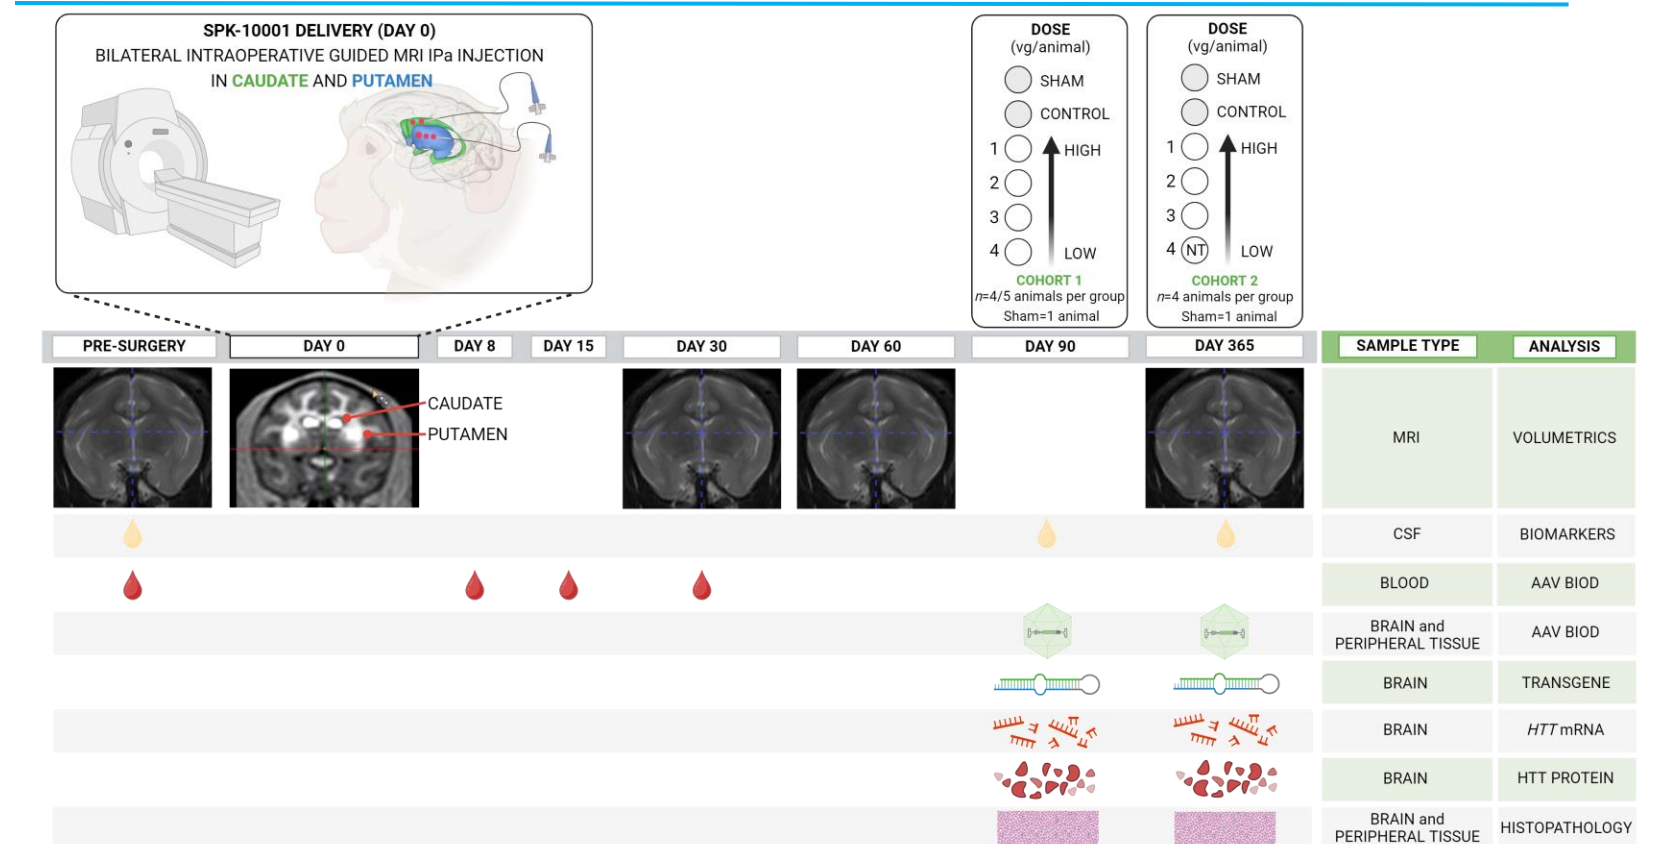 SPK-10001 DELIVERY (DAY 0)
BILATERAL INTRAOPERATIVE GUIDED MRI IPa INJECTION
IN CAUDATE AND PUTAMEN
DOSE
(vg/animal)
SHAM
CONTROL
1 HIGH
2
3
4 LOW
COHORT 1
n=4/5 animals per group
Sham=1 animal
DOSE
(vg/animal)
SHAM
CONTROL
1 HIGH
2
3
4 NT LOW
COHORT 2
n=4 animals per group
Sham=1 animal
PRE-SURGERY
DAY 0
DAY 8
DAY 15
DAY 30
DAY 60
DAY 90
DAY 365
SAMPLE TYPE
ANALYSIS
CAUDATE
PUTAMEN
MRI
VOLUMETRICS
CSF
BIOMARKERS
BLOOD
AAV BIOD
BRAIN and
PERIPHERAL TISSUE
AAV BIOD
BRAIN
TRANSGENE
BRAIN
HTT mRNA
BRAIN
HTT PROTEIN
BRAIN and
PERIPHERAL TISSUE
HISTOPATHOLOGY